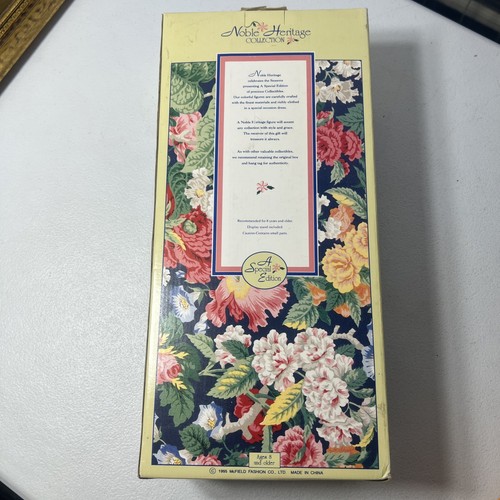 A
Noble Heritage
COLLECTION
Noble Heritage
celebrates the Seasons
presenting A Special Edition
of precious Collectibles.
Our colorful figures are carefully crafted
with the finest materials and richly clothed
in a special costume dress.
A Noble Heritage figure will accent
any collection with style and grace.
The receiver of this gift will
treasure it always.
As with other valuable collectibles,
we recommend retaining the original box
and hang tag for authenticity.
Recommended for 8 years and older.
Display stand included.
Caution-Contains small parts.
A
Special
Edition
Ages 8
and older
© 1995 McFIELD FASHION CO., LTD. MADE IN CHINA